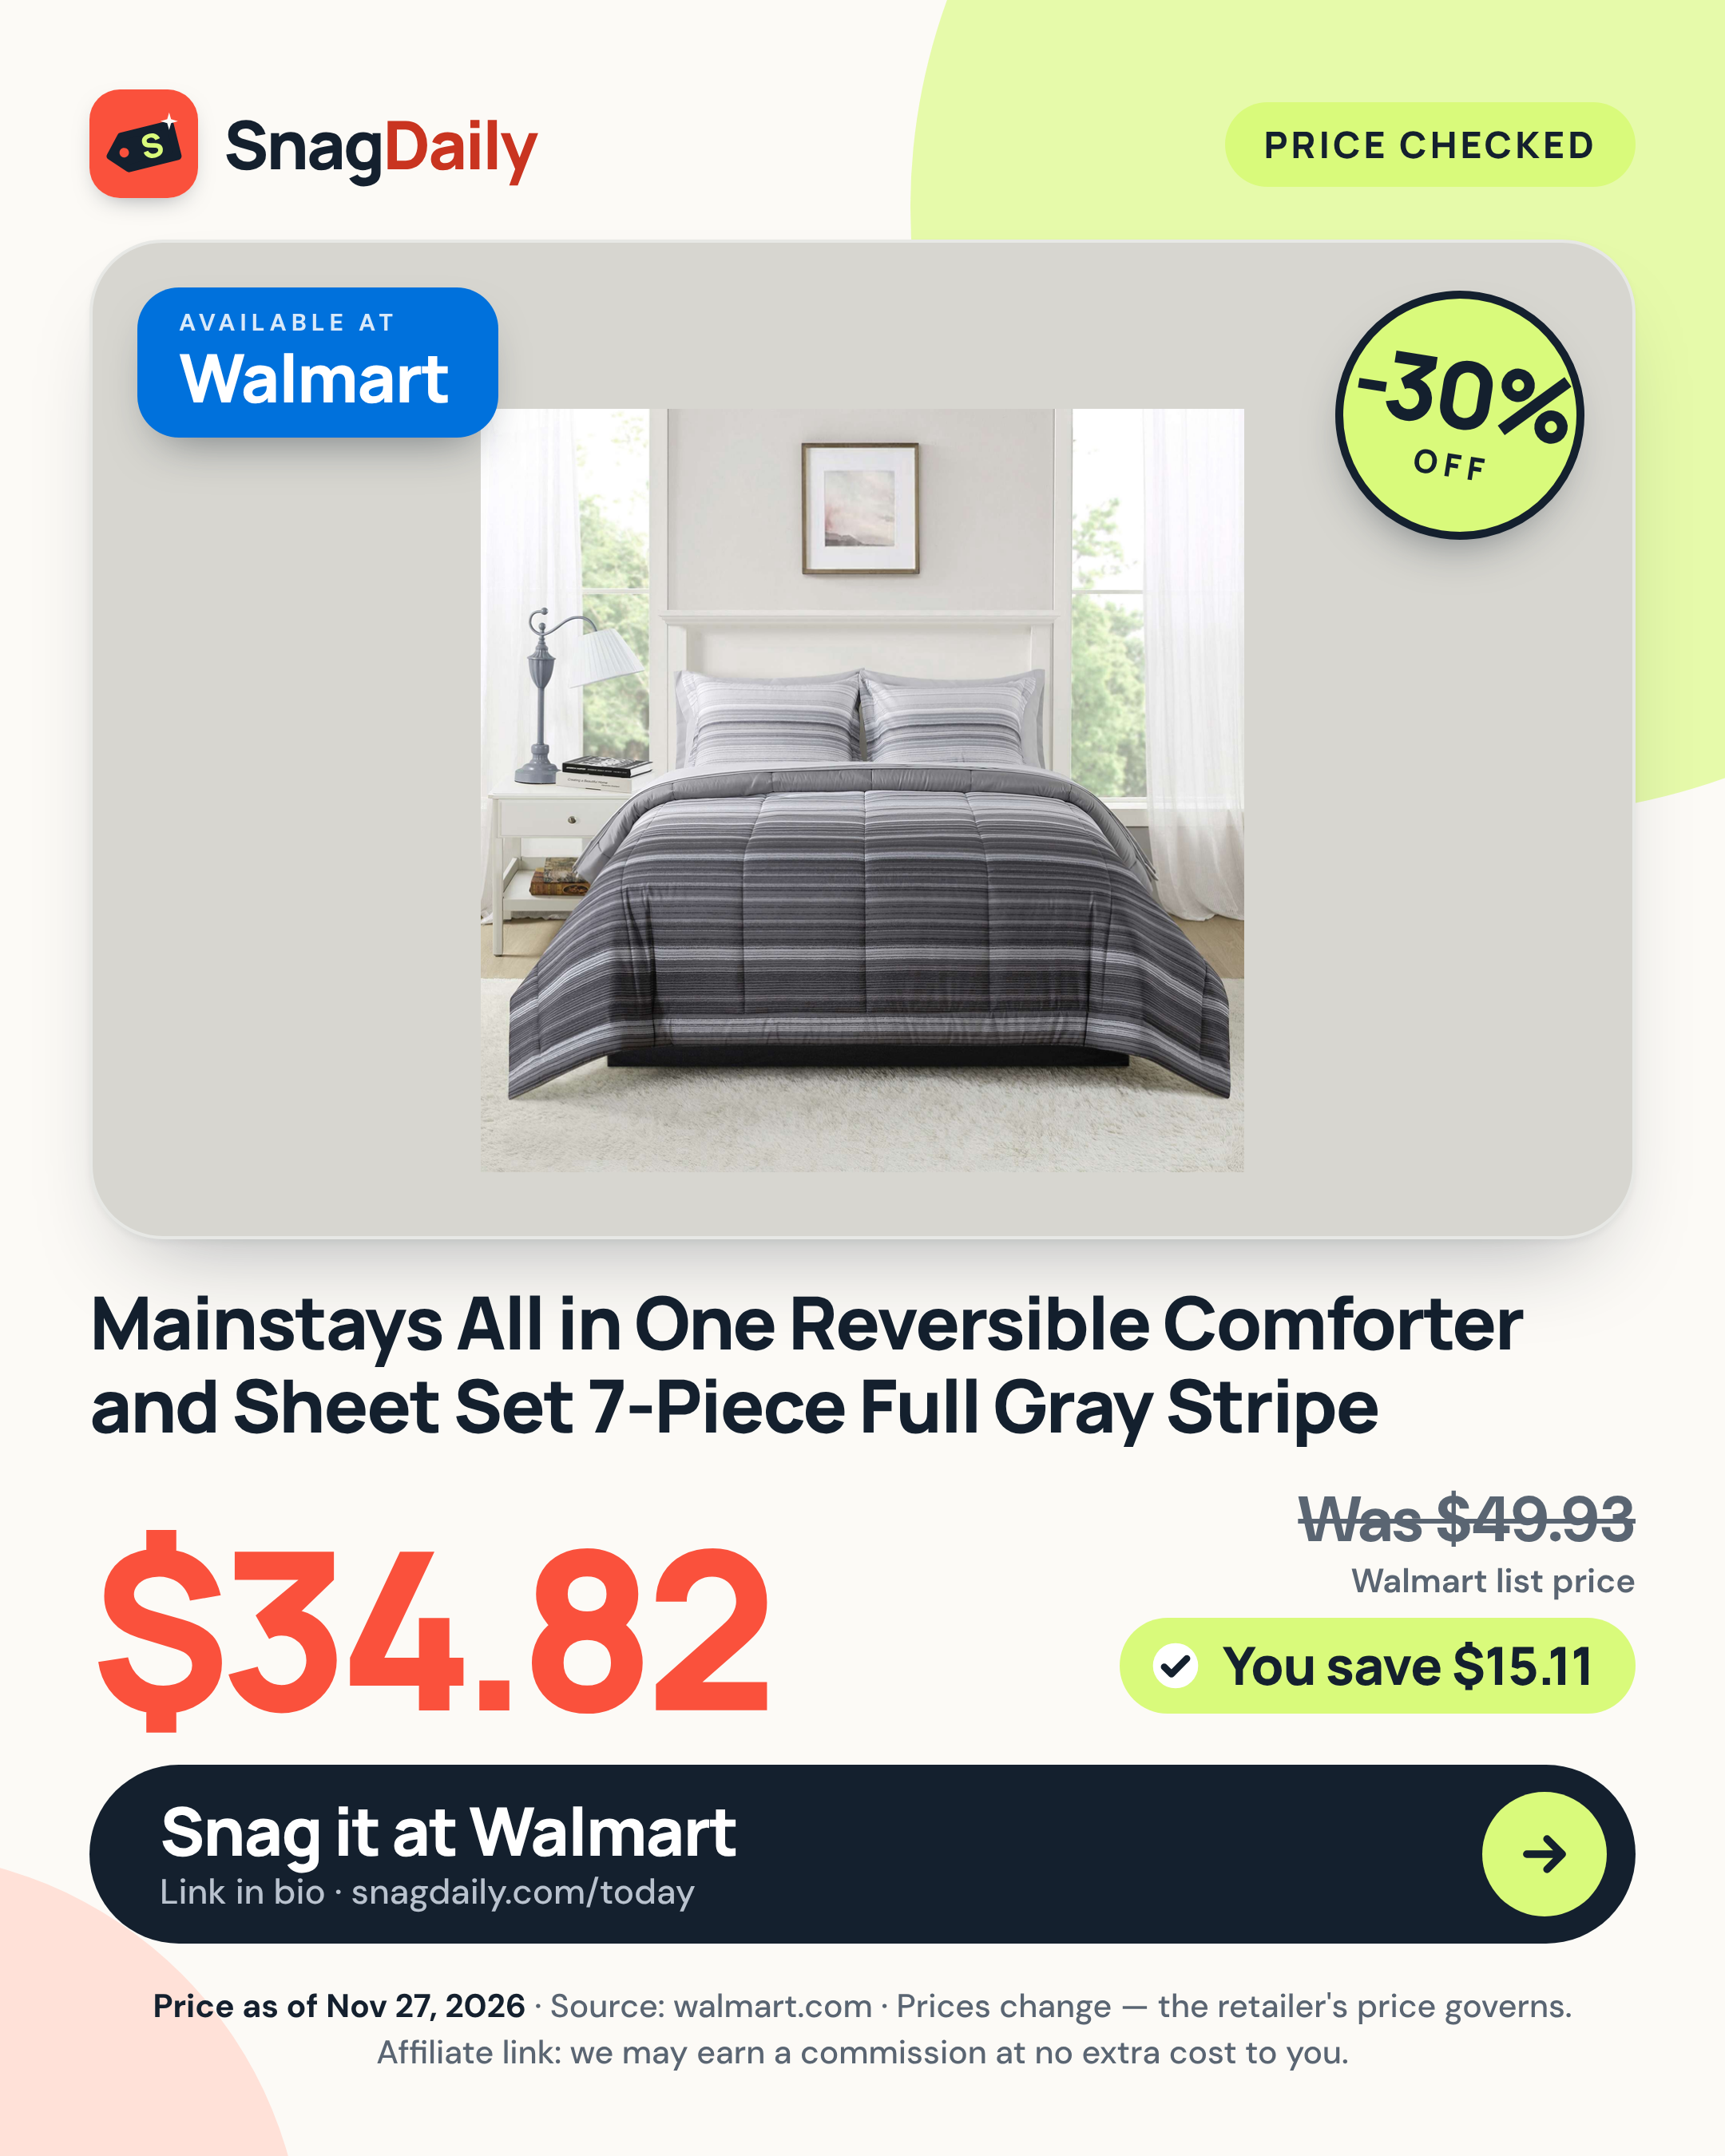 S
SnagDaily
PRICE CHECKED
AVAILABLE AT
Walmart
-30%
OFF
Mainstays All in One Reversible Comforter
and Sheet Set 7-Piece Full Gray Stripe
$34.82
Was $49.93
Walmart list price
You save $15.11
Snag it at Walmart
Link in bio · snagdaily.com/today
Price as of Nov 27, 2026 · Source: walmart.com · Prices change — the retailer's price governs.
Affiliate link: we may earn a commission at no extra cost to you.